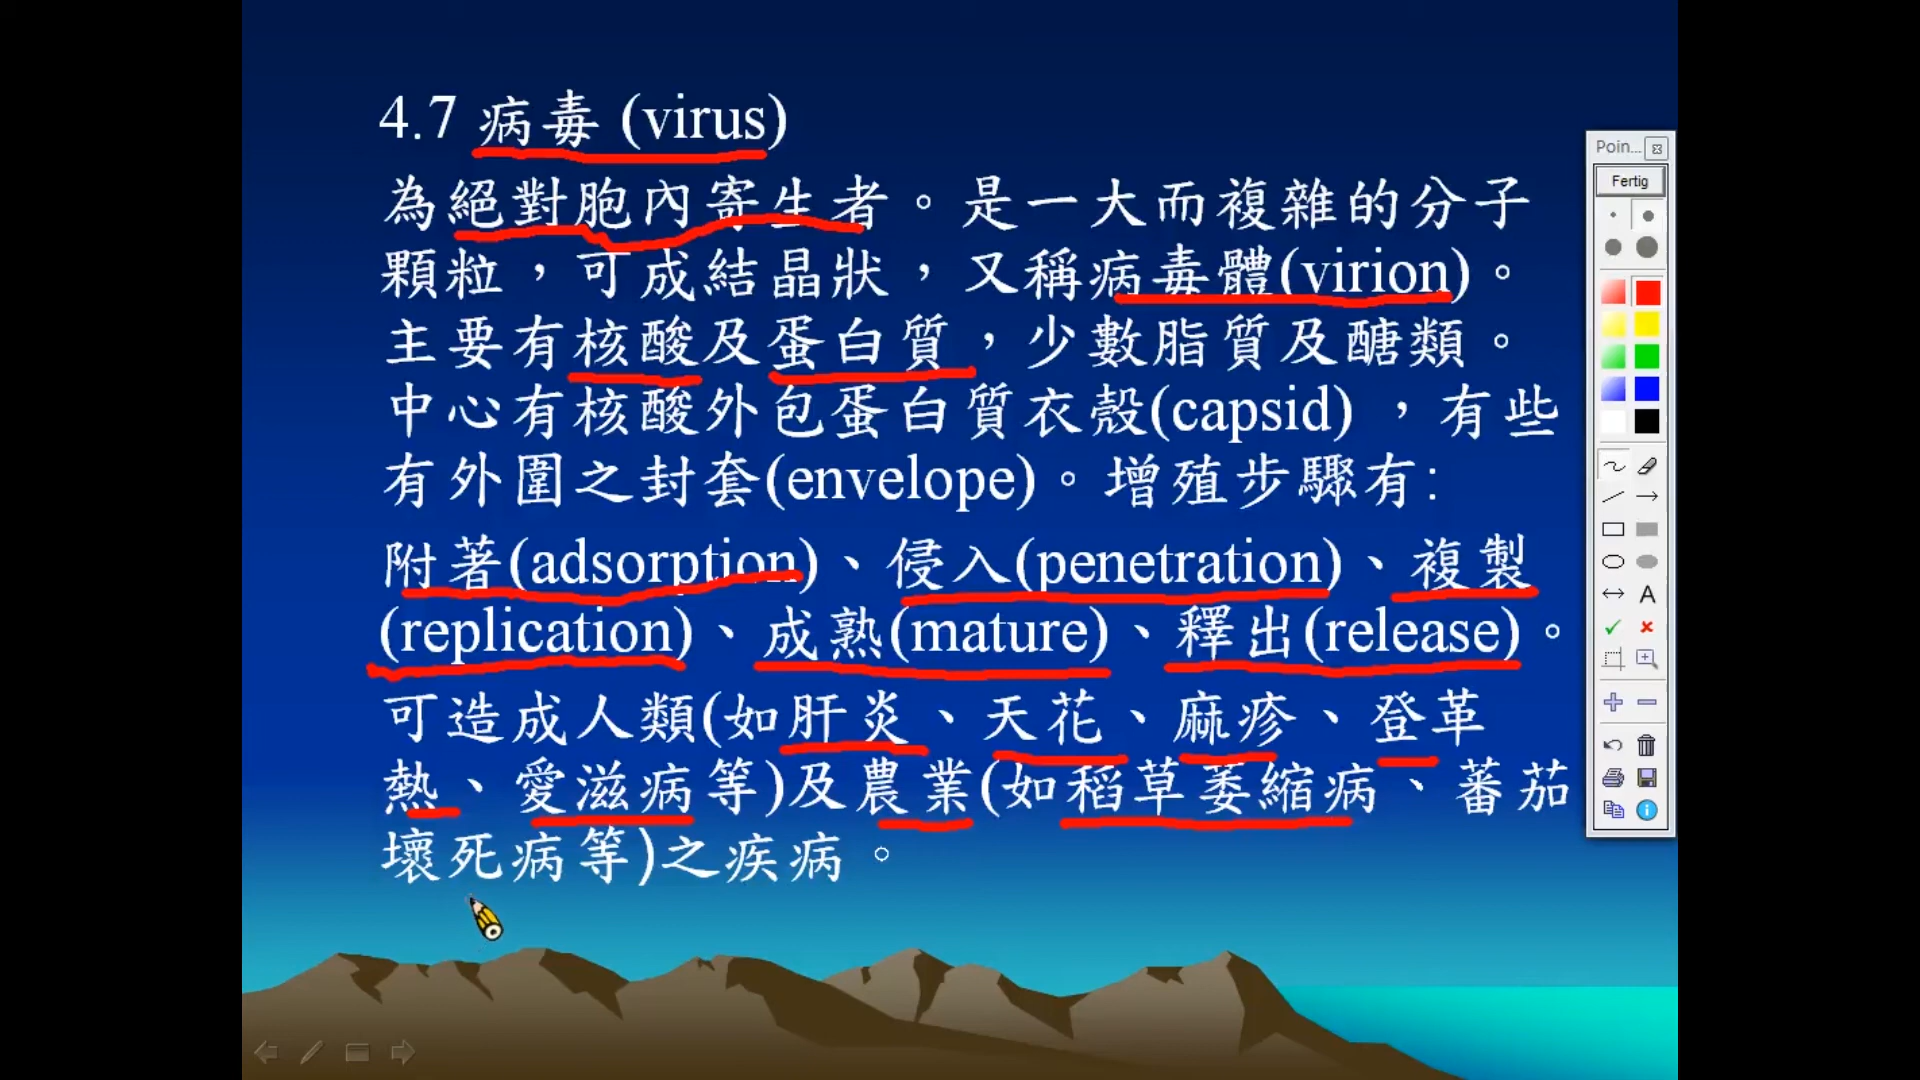 4.7 病毒 (virus)
為絕對胞內寄生者。是一大而複雜的分子
顆粒，可成結晶狀，又稱病毒體(virion)。
主要有核酸及蛋白質，少數脂質及醣類。
中心有核酸外包蛋白質衣殼(capsid) ，有些
有外圍之封套(envelope)。增殖步驟有:
附著(adsorption)、侵入(penetration)、複製
(replication)、成熟(mature)、釋出(release)。
可造成人類(如肝炎、天花、麻疹、登革
熱、愛滋病等)及農業(如稻草萎縮病、蕃茄
壞死病等)之疾病。
Poin...
Fertig
A